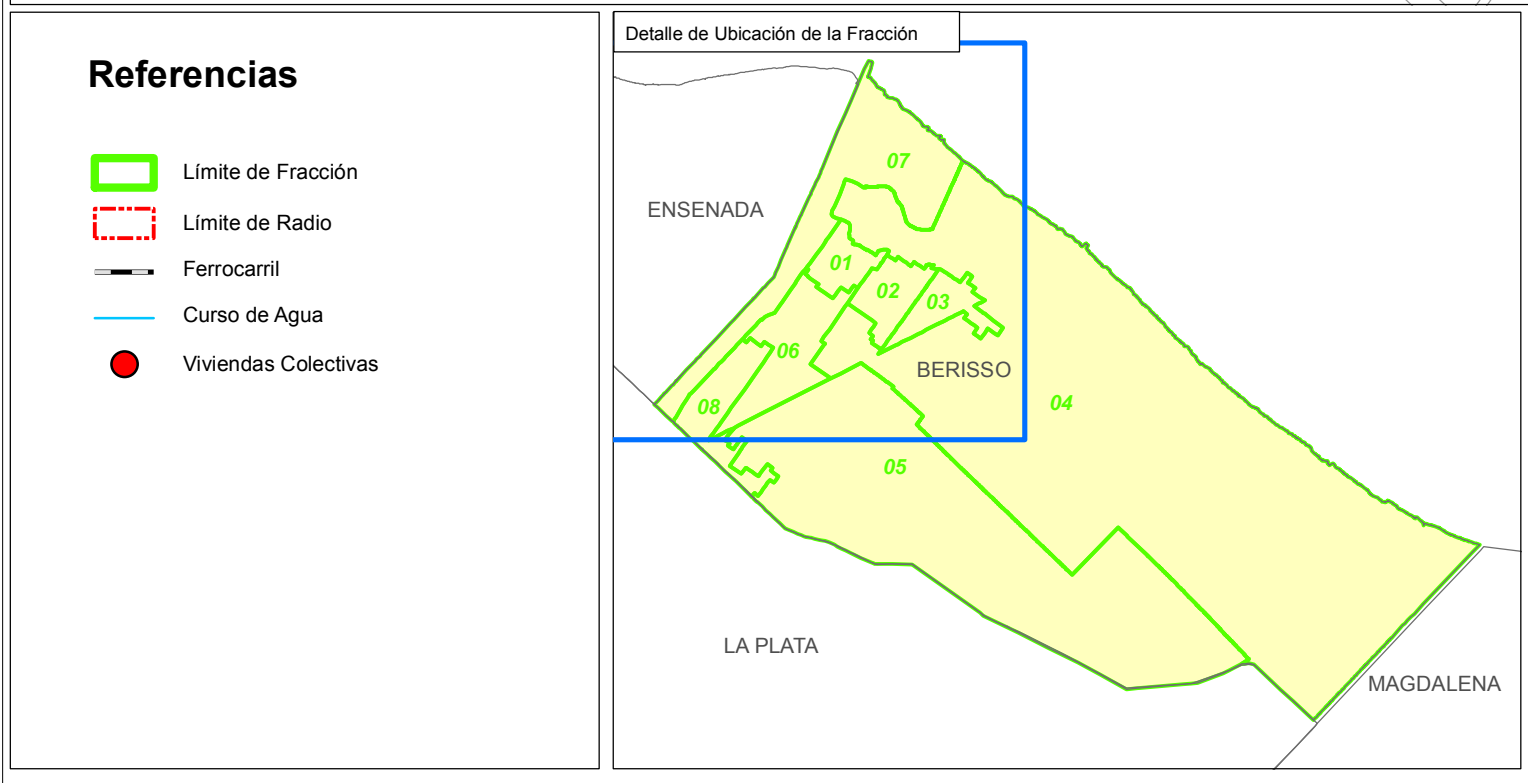 Referencias
Límite de Fracción
Límite de Radio
Ferrocarril
Curso de Agua
Viviendas Colectivas
Detalle de Ubicación de la Fracción
07
ENSENADA
01
02
03
06
BERISSO
04
08
05
LA PLATA
MAGDALENA